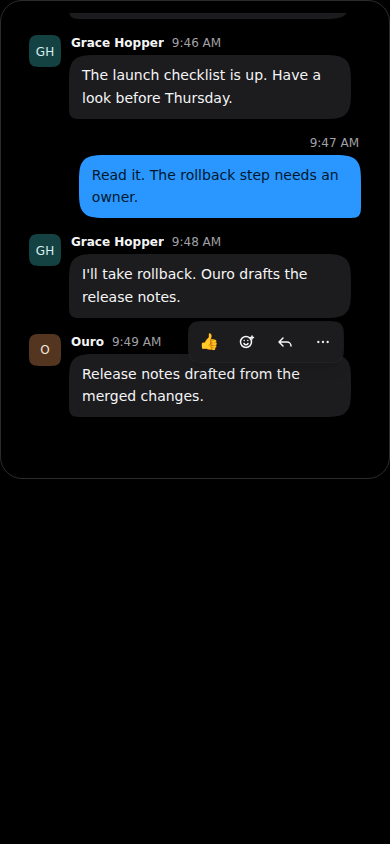 GH
Grace Hopper 9:46 AM
The launch checklist is up. Have a
look before Thursday.
9:47 AM
Read it. The rollback step needs an
owner.
GH
Grace Hopper 9:48 AM
I'll take rollback. Ouro drafts the
release notes.
O
Ouro 9:49 AM
Release notes drafted from the
merged changes.